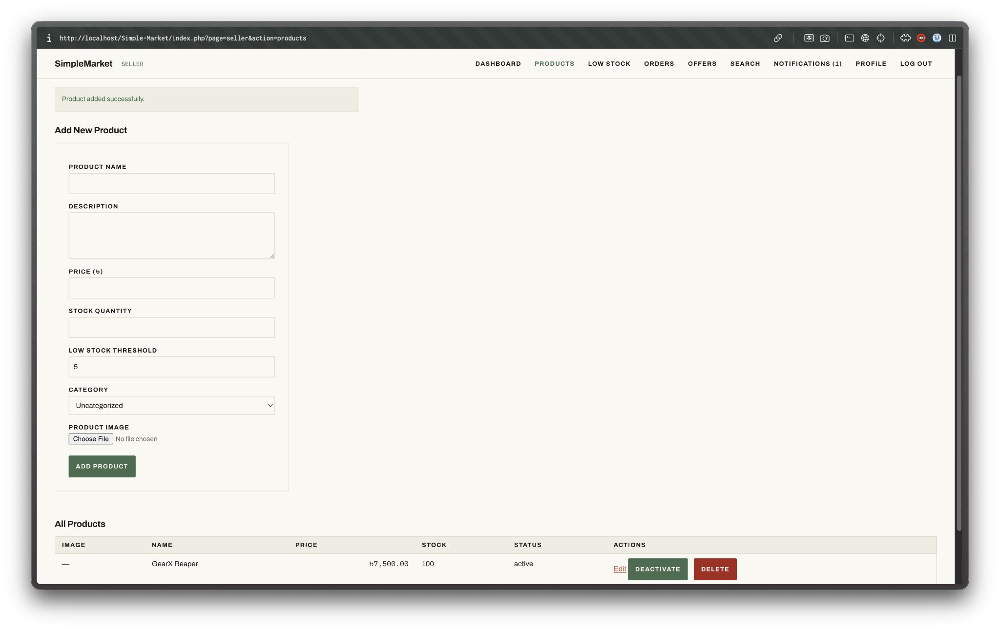 http://localhost/Simple-Market/index.php?page=seller&action=products
SimpleMarket SELLER DASHBOARD PRODUCTS LOW STOCK ORDERS OFFERS SEARCH NOTIFICATIONS (1) PROFILE LOG OUT
Product added successfully.
Add New Product
PRODUCT NAME
DESCRIPTION
PRICE (৳)
STOCK QUANTITY
LOW STOCK THRESHOLD
5
CATEGORY
Uncategorized
PRODUCT IMAGE
Choose File No file chosen
ADD PRODUCT
All Products
IMAGE NAME PRICE STOCK STATUS ACTIONS
— GearX Reaper ৳7,500.00 100 active Edit DEACTIVATE DELETE